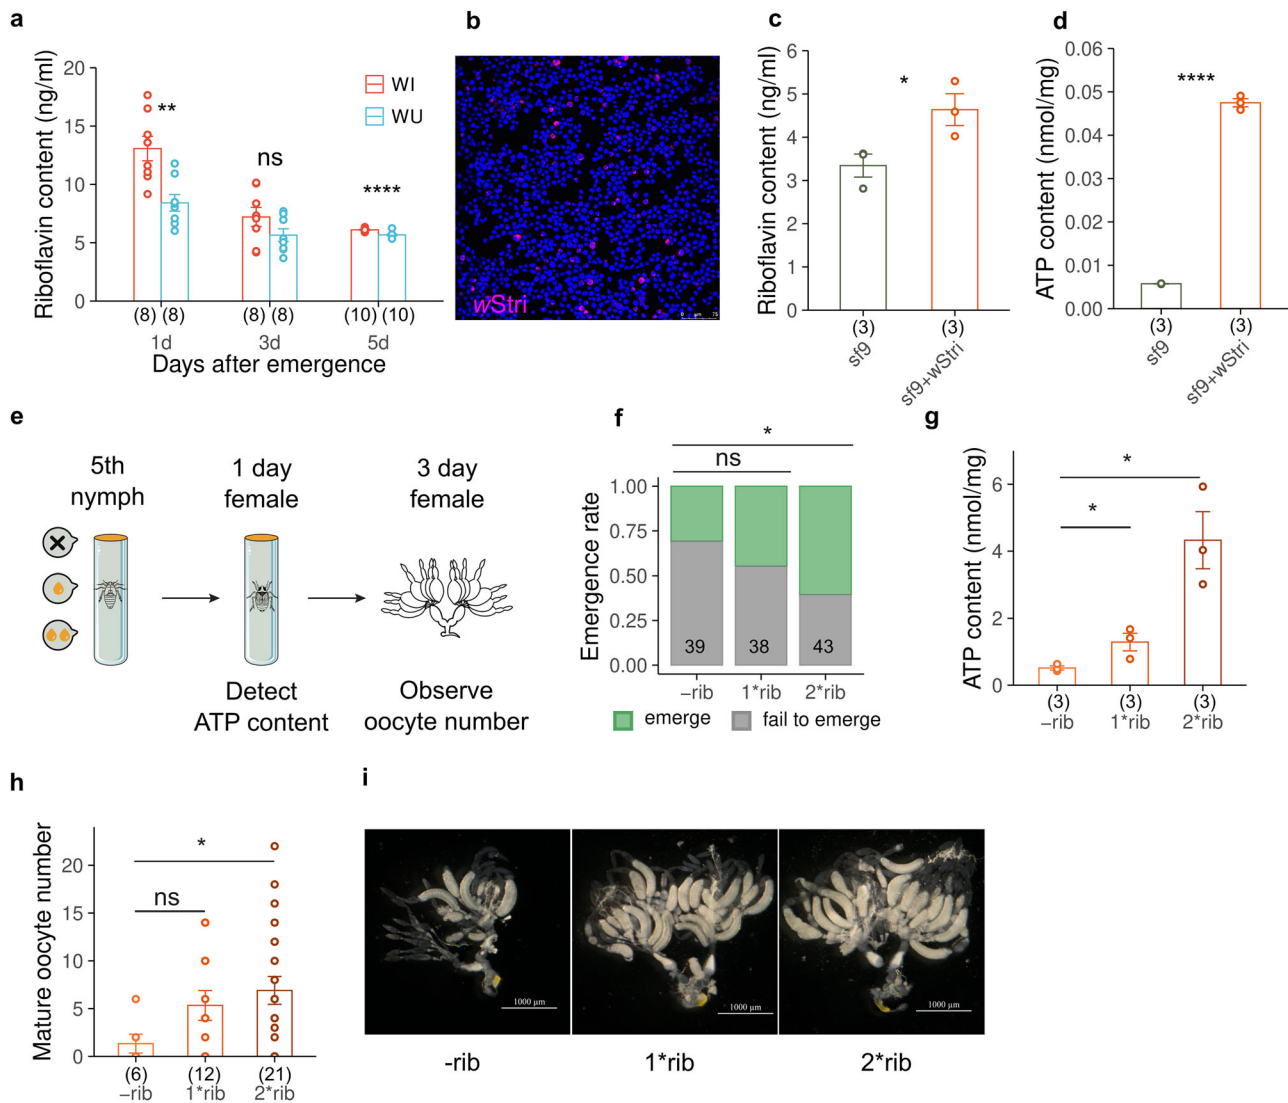 a
Riboflavin content (ng/ml)
20
15
10
5
0
**
ns
****
WI
WU
(8) (8)
(8) (8)
(10) (10)
1d
3d
5d
Days after emergence
b
wStri
0 µm 75
c
Riboflavin content (ng/ml)
6
5
4
3
2
1
0
*
(3)
(3)
sf9
sf9+wStri
d
ATP content (nmol/mg)
0.06
0.05
0.04
0.03
0.02
0.01
0.00
****
(3)
(3)
sf9
sf9+wStri
e
5th
nymph
1 day
female
3 day
female
Detect
ATP content
Observe
oocyte number
f
*
ns
Emergence rate
1.00
0.75
0.50
0.25
0.00
39
38
43
−rib
1*rib
2*rib
emerge
fail to emerge
g
ATP content (nmol/mg)
6
4
2
0
*
*
(3)
(3)
(3)
−rib
1*rib
2*rib
h
Mature oocyte number
20
15
10
5
0
*
ns
(6)
(12)
(21)
−rib
1*rib
2*rib
i
1000 µm
1000 µm
1000 µm
-rib
1*rib
2*rib